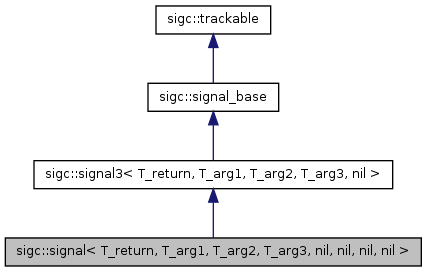 sigc::trackable
sigc::signal_base
sigc::signal3< T_return, T_arg1, T_arg2, T_arg3, nil >
sigc::signal< T_return, T_arg1, T_arg2, T_arg3, nil, nil, nil, nil >